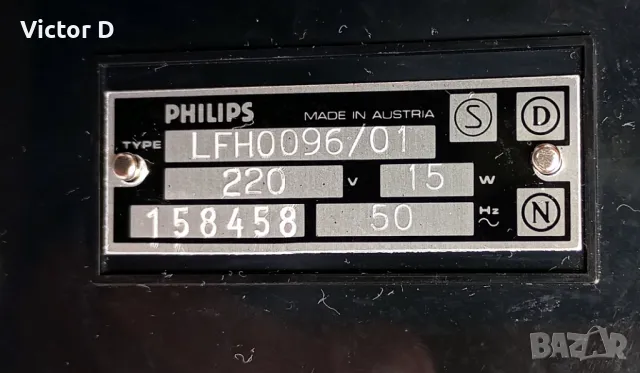 Victor D
PHILIPS MADE IN AUSTRIA S D
TYPE LFH0096/01
220 V 15 W
158458 50 Hz N
BAZAR